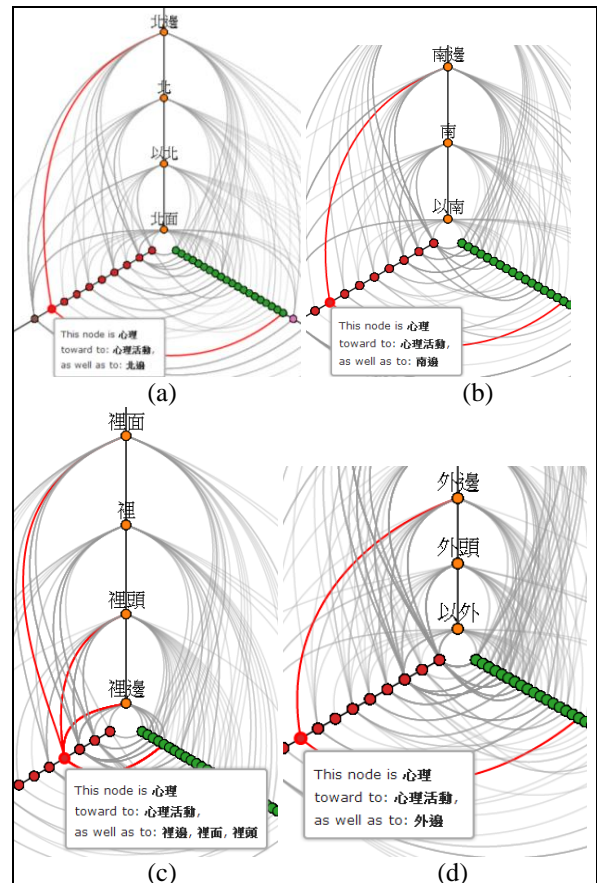 北邊
北
以北
北面
This node is 心理
toward to: 心理活動,
as well as to: 北邊
(a)
南邊
南
以南
This node is 心理
toward to: 心理活動,
as well as to: 南邊
(b)
裡面
裡
裡頭
裡邊
This node is 心理
toward to: 心理活動,
as well as to: 裡邊, 裡面, 裡頭
(c)
外邊
外頭
以外
This node is 心理
toward to: 心理活動,
as well as to: 外邊
(d)